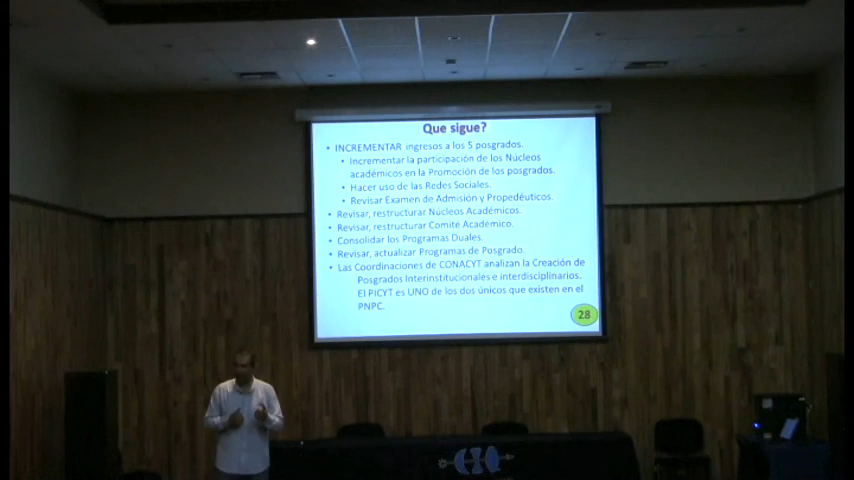 Que sigue?
• INCREMENTAR ingresos a los 5 posgrados.
• Incrementar la participación de los Núcleos
académicos en la Promoción de los posgrados.
• Hacer uso de las Redes Sociales.
• Revisar Examen de Admisión y Propedéuticos.
• Revisar, restructurar Núcleos Académicos.
• Revisar, restructurar Comité Académico.
• Consolidar los Programas Duales.
• Revisar, actualizar Programas de Posgrado.
• Las Coordinaciones de CONACYT analizan la Creación de
Posgrados Interinstitucionales e interdisciplinarios.
El PICYT es UNO de los dos únicos que existen en el
PNPC.
28
CIO